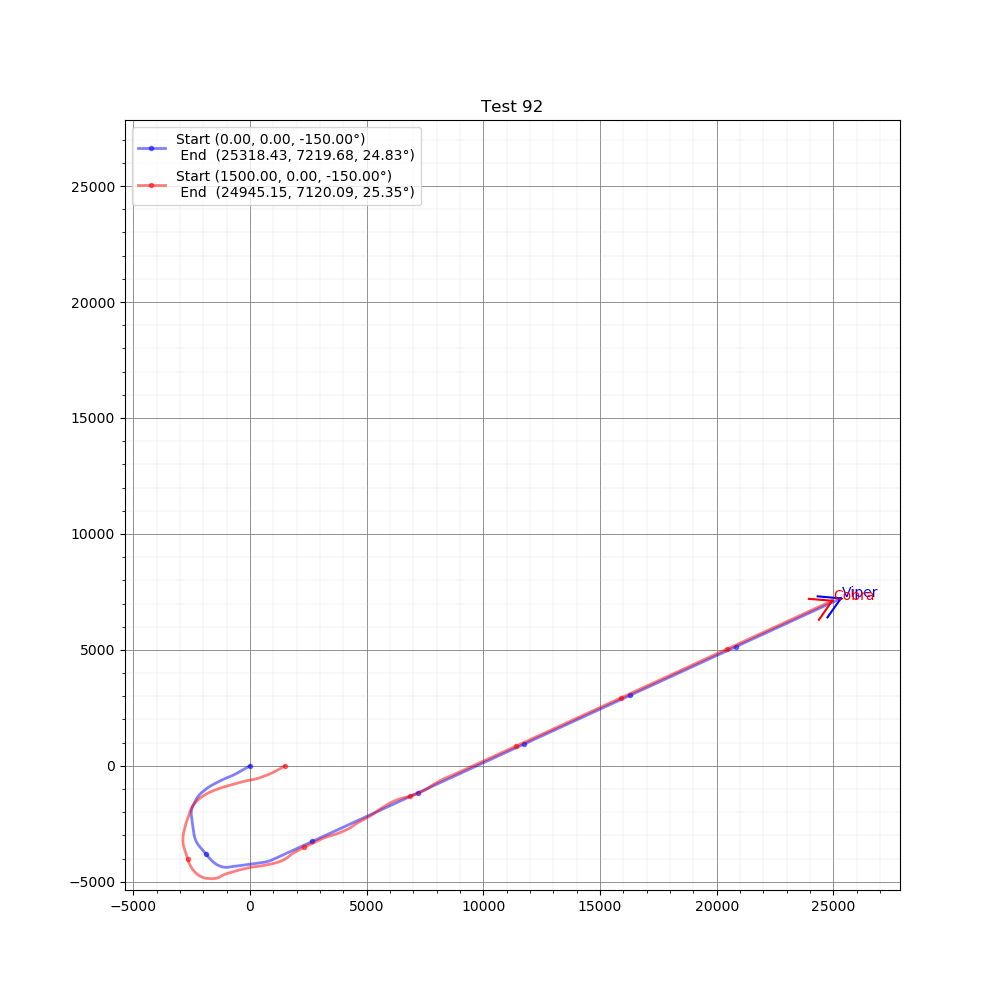 Test 92
Start (0.00, 0.00, -150.00°)
End  (25318.43, 7219.68, 24.83°)
Start (1500.00, 0.00, -150.00°)
End  (24945.15, 7120.09, 25.35°)
25000
20000
15000
10000
5000
0
−5000
Viper
Cobra
−5000 0 5000 10000 15000 20000 25000